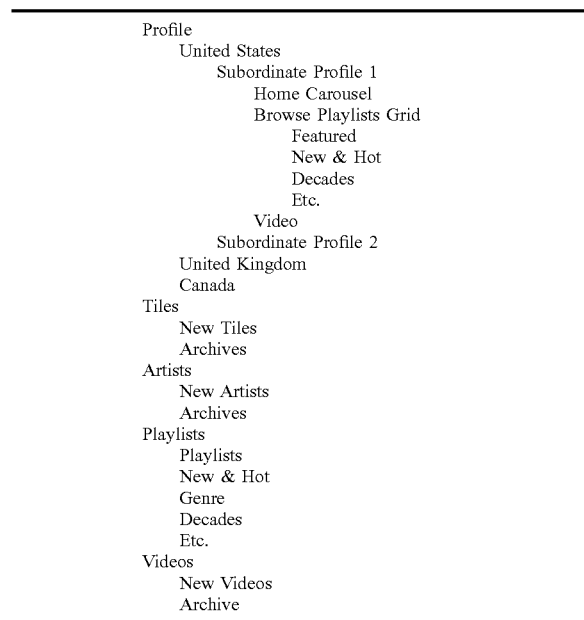 Profile
United States
Subordinate Profile 1
Home Carousel
Browse Playlists Grid
Featured
New & Hot
Decades
Etc.
Video
Subordinate Profile 2
United Kingdom
Canada
Tiles
New Tiles
Archives
Artists
New Artists
Archives
Playlists
Playlists
New & Hot
Genre
Decades
Etc.
Videos
New Videos
Archive